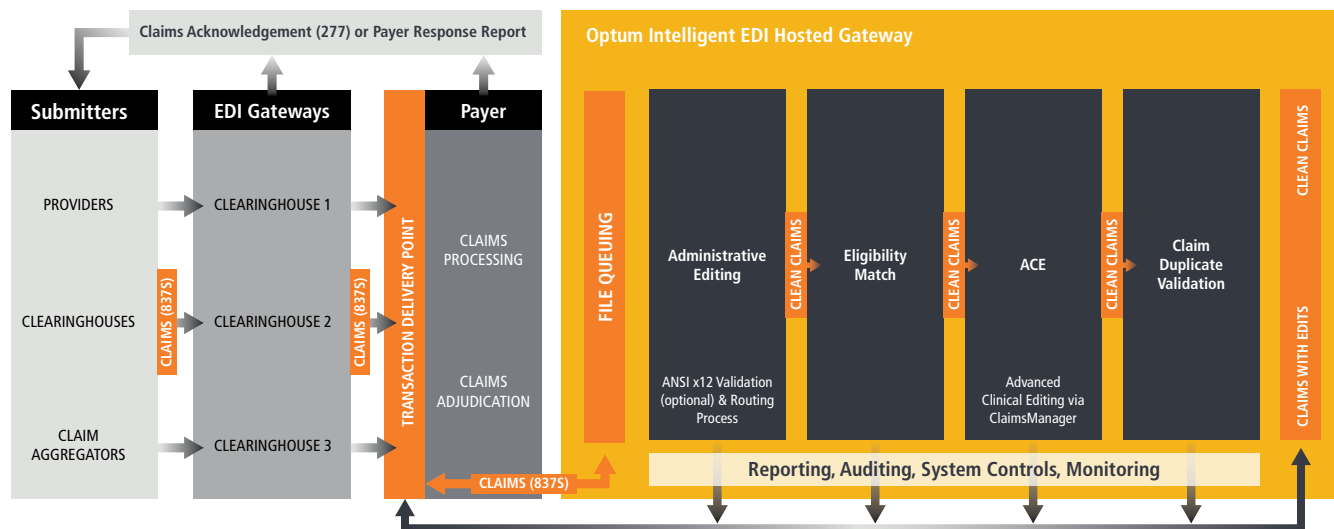 Claims Acknowledgement (277) or Payer Response Report
Submitters
PROVIDERS
CLEARINGHOUSES
CLAIM
AGGREGATORS
CLAIMS (837S)
EDI Gateways
CLEARINGHOUSE 1
CLEARINGHOUSE 2
CLEARINGHOUSE 3
CLAIMS (837S)
TRANSACTION DELIVERY POINT
Payer
CLAIMS
PROCESSING
CLAIMS
ADJUDICATION
CLAIMS (837S)
Optum Intelligent EDI Hosted Gateway
FILE QUEUING
Administrative
Editing
ANSI x12 Validation
(optional) & Routing
Process
CLEAN CLAIMS
Eligibility
Match
CLEAN CLAIMS
ACE
Advanced
Clinical Editing via
ClaimsManager
CLEAN CLAIMS
Claim
Duplicate
Validation
CLEAN CLAIMS
CLAIMS WITH EDITS
Reporting, Auditing, System Controls, Monitoring